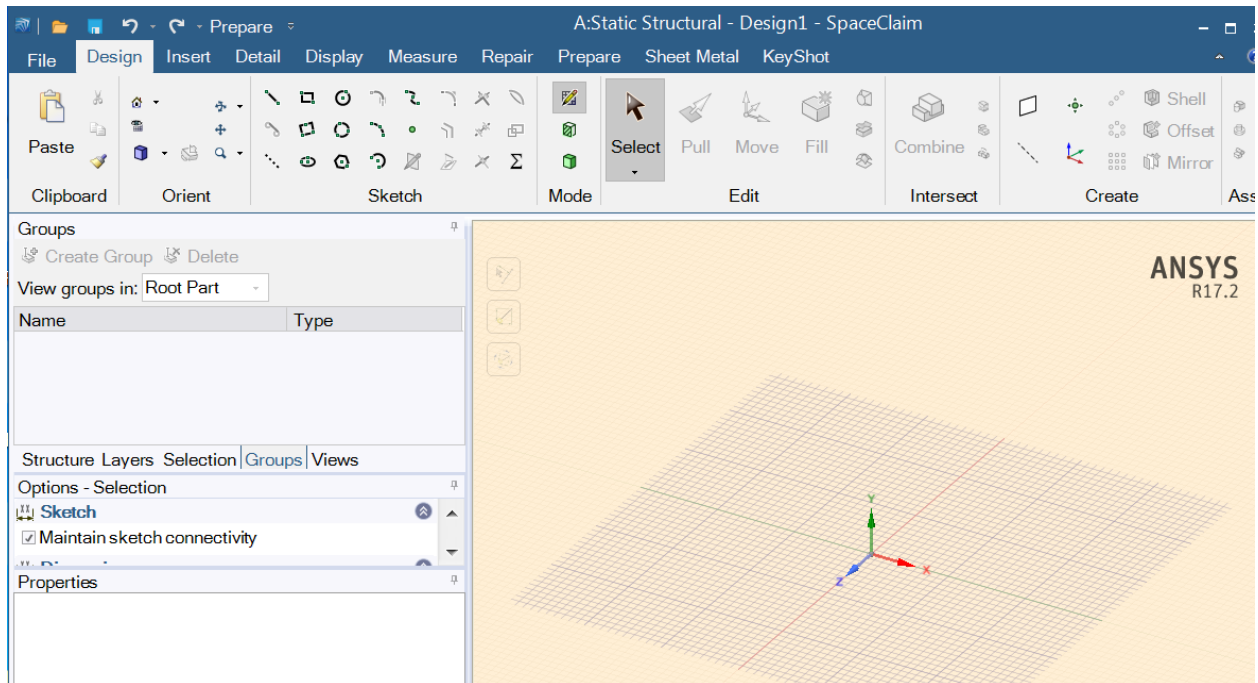 Prepare A:Static Structural - Design1 - SpaceClaim
File Design Insert Detail Display Measure Repair Prepare Sheet Metal KeyShot
Paste Select Pull Move Fill Combine Shell
Offset
Mirror
Clipboard Orient Sketch Mode Edit Intersect Create Ass
Groups
Create Group Delete
View groups in: Root Part
Name Type
Structure Layers Selection Groups Views
Options - Selection
Sketch
Maintain sketch connectivity
Properties
ANSYS
R17.2
Y
X
Z